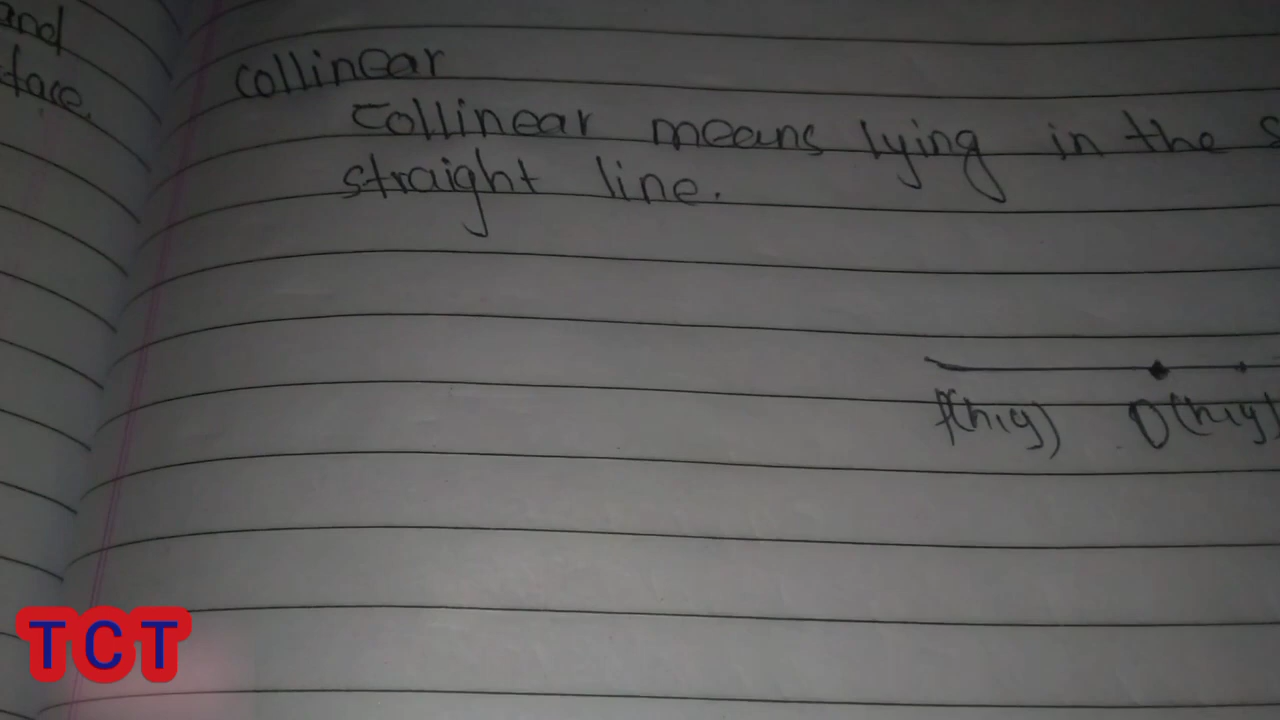 and
face.
collinear
collinear means lying in the s
straight line.
P(h,y) O(h,y)
TCT